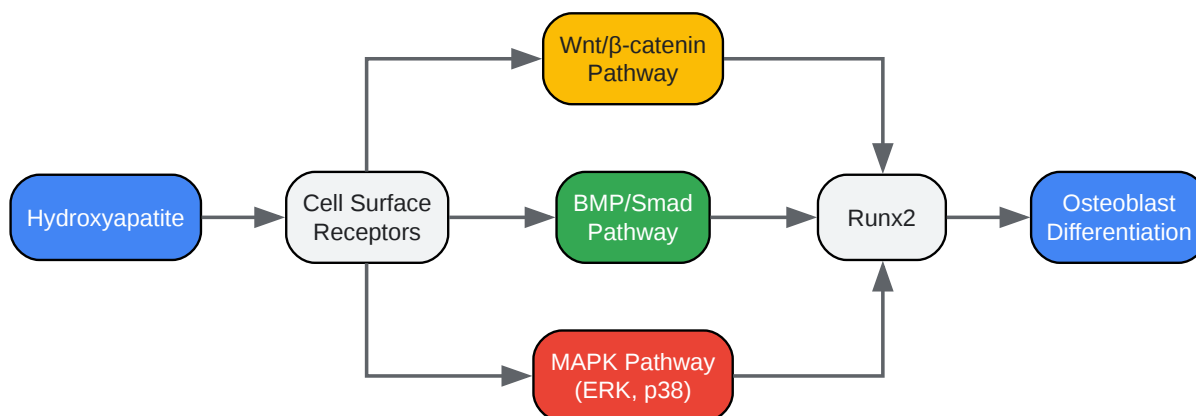 Wnt/β-catenin
Pathway
Hydroxyapatite
Cell Surface
Receptors
BMP/Smad
Pathway
Runx2
Osteoblast
Differentiation
MAPK Pathway
(ERK, p38)